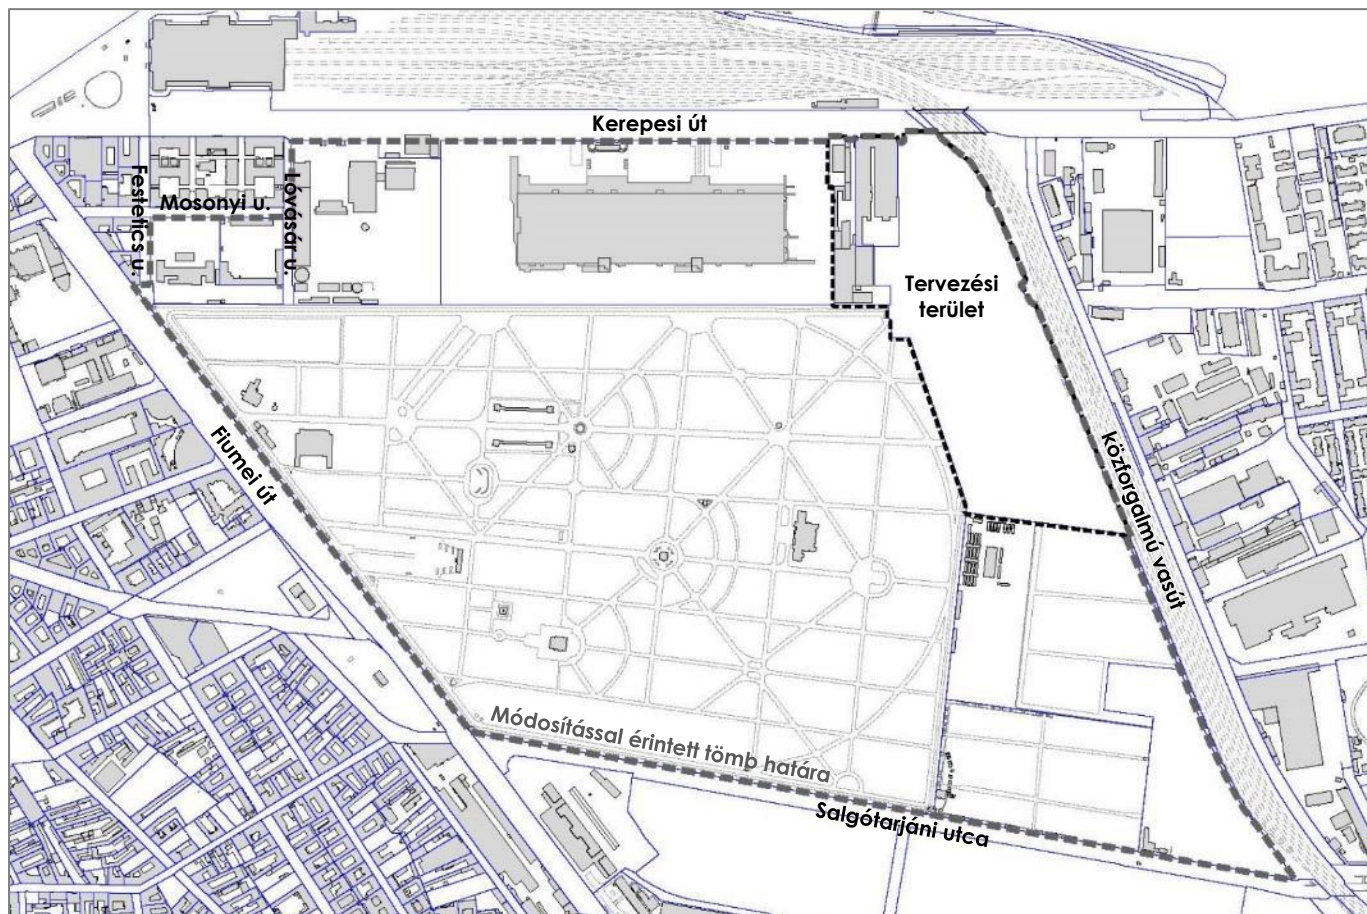 Kerepesi út
Festetics u.
Mosonyi u.
Lóvásár u.
Tervezési
terület
Fiumei út
közforgalmú vasút
Módosítással érintett tömb határa
Salgótarjáni utca